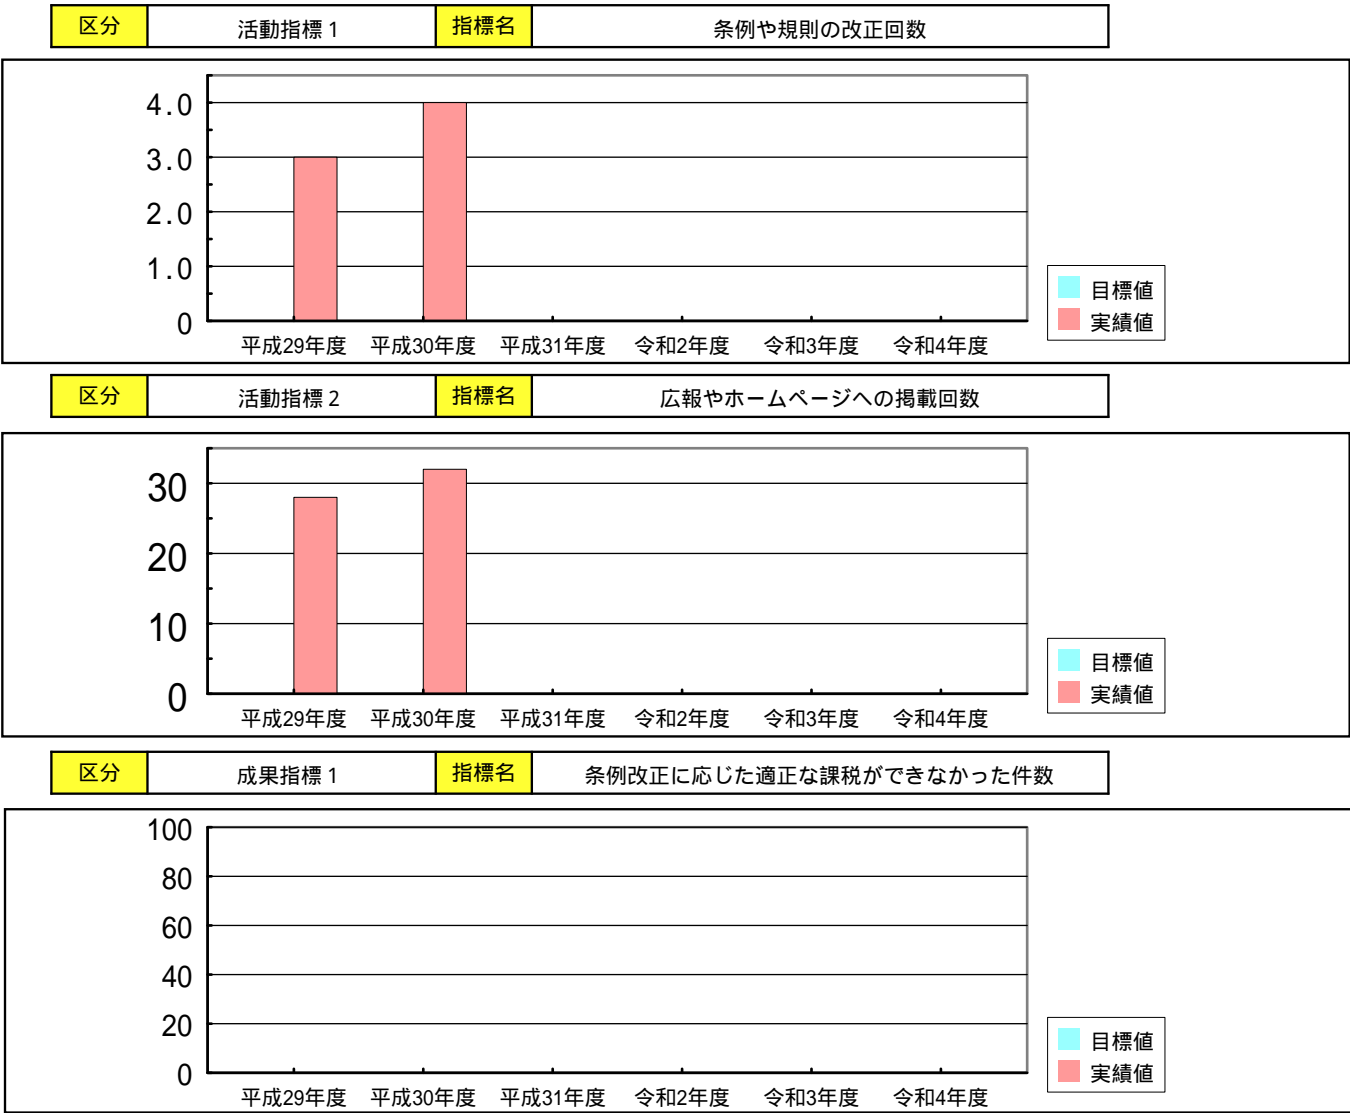 区分 活動指標1 指標名 条例や規則の改正回数
4.0
3.0
2.0
1.0
0
平成29年度 平成30年度 平成31年度 令和2年度 令和3年度 令和4年度
目標値
実績値
区分 活動指標2 指標名 広報やホームページへの掲載回数
30
20
10
0
平成29年度 平成30年度 平成31年度 令和2年度 令和3年度 令和4年度
目標値
実績値
区分 成果指標1 指標名 条例改正に応じた適正な課税ができなかった件数
100
80
60
40
20
0
平成29年度 平成30年度 平成31年度 令和2年度 令和3年度 令和4年度
目標値
実績値